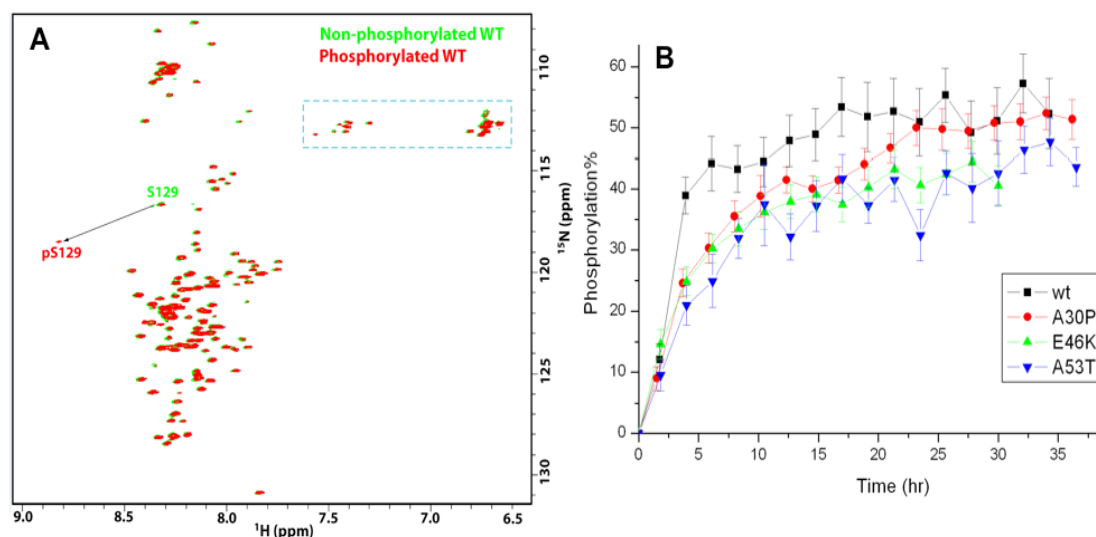 A
Non-phosphorylated WT
Phosphorylated WT
S129
pS129
110
115
120
125
130
¹⁵N (ppm)
9.0 8.5 8.0 7.5 7.0 6.5
¹H (ppm)
B
60
50
40
30
20
10
0
Phosphorylation%
0 5 10 15 20 25 30 35
Time (hr)
wt
A30P
E46K
A53T